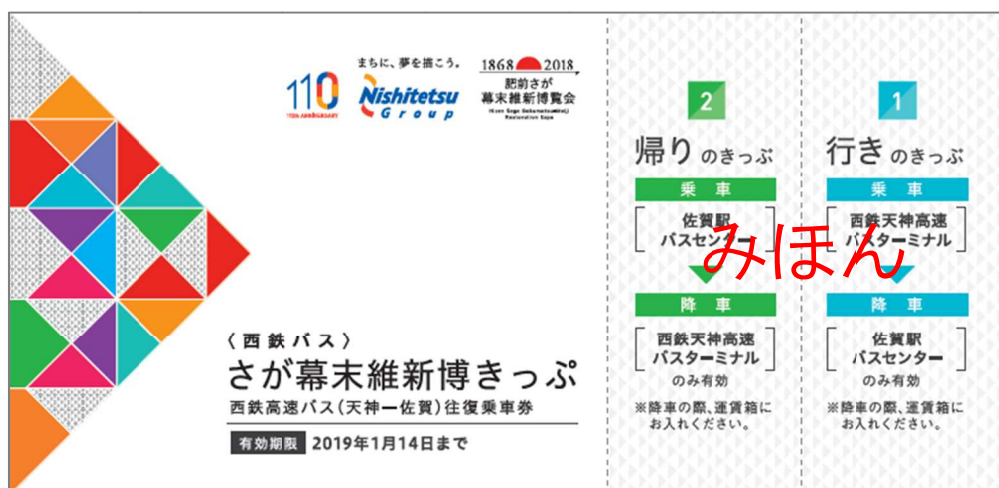 110
110th ANNIVERSARY
まちに、夢を描こう。
Nishitetsu
Group
1868 2018
肥前さが
幕末維新博覧会
Hizen Saga Bakumatsu-Meiji
Restoration Expo
〈西鉄バス〉
さが幕末維新博きっぷ
西鉄高速バス(天神ー佐賀)往復乗車券
有効期限 2019年1月14日まで
2
帰りのきっぷ
乗車
佐賀駅
バスセンター
降車
西鉄天神高速
バスターミナル
のみ有効
※降車の際、運賃箱に
お入れください。
1
行きのきっぷ
乗車
西鉄天神高速
バスターミナル
降車
佐賀駅
バスセンター
のみ有効
※降車の際、運賃箱に
お入れください。
みほん